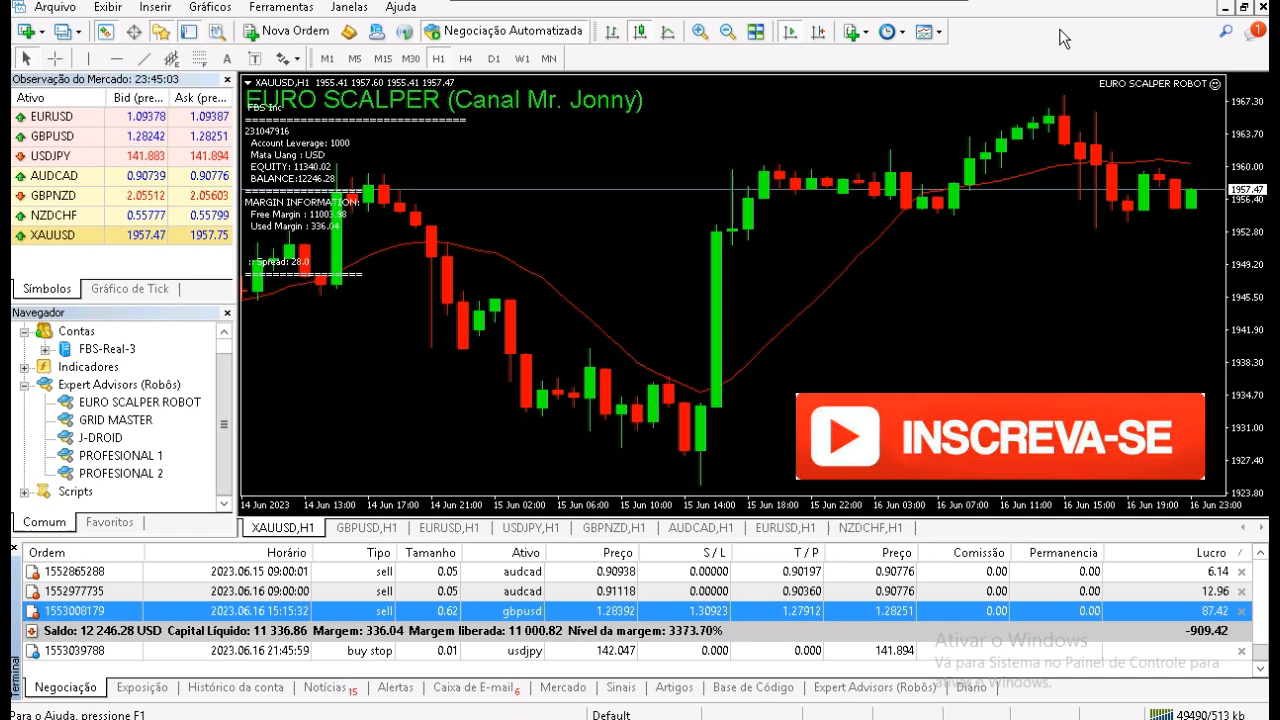 Arquivo Exibir Inserir Gráficos Ferramentas Janelas Ajuda
Nova Ordem Negociação Automatizada 1
A T M1 M5 M15 M30 H1 H4 D1 W1 MN
Observação do Mercado: 23:45:03
Ativo Bid (pre... Ask (pre...
EURUSD 1.09378 1.09387
GBPUSD 1.28242 1.28251
USDJPY 141.883 141.894
AUDCAD 0.90739 0.90776
GBPNZD 2.05512 2.05603
NZDCHF 0.55777 0.55799
XAUUSD 1957.47 1957.75
Símbolos Gráfico de Tick
Navegador
Contas
FBS-Real-3
Indicadores
Expert Advisors (Robôs)
EURO SCALPER ROBOT
GRID MASTER
J-DROID
PROFESIONAL 1
PROFESIONAL 2
Scripts
Comum Favoritos
XAUUSD,H1 1955.41 1957.60 1955.41 1957.47
EURO SCALPER ROBOT
EURO SCALPER (Canal Mr. Jonny)
FBS Inc
==================================
231047916
Account Leverage: 1000
Mata Uang : USD
EQUITY: 11340.02
BALANCE:12246.28
MARGIN INFORMATION:
Free Margin : 11003.98
Used Margin : 336.04
:: Spread: 28.0
1967.30
1963.70
1960.00
1957.47
1956.40
1952.80
1949.20
1945.50
1941.90
1938.30
1934.70
1931.00
1927.40
1923.80
INSCREVA-SE
14 Jun 2023 14 Jun 13:00 14 Jun 17:00 14 Jun 21:00 15 Jun 02:00 15 Jun 06:00 15 Jun 10:00 15 Jun 14:00 15 Jun 18:00 15 Jun 22:00 16 Jun 03:00 16 Jun 07:00 16 Jun 11:00 16 Jun 15:00 16 Jun 19:00 16 Jun 23:00
XAUUSD,H1 GBPUSD,H1 EURUSD,H1 USDJPY,H1 GBPNZD,H1 AUDCAD,H1 EURUSD,H1 NZDCHF,H1
Ordem Horário Tipo Tamanho Ativo Preço S / L T / P Preço Comissão Permanencia Lucro
1552865288 2023.06.15 09:00:01 sell 0.05 audcad 0.90938 0.00000 0.90197 0.90776 0.00 0.00 6.14
1552977735 2023.06.16 09:00:00 sell 0.05 audcad 0.91118 0.00000 0.90360 0.90776 0.00 0.00 12.96
1553008179 2023.06.16 15:15:32 sell 0.62 gbpusd 1.28392 1.30923 1.27912 1.28251 0.00 0.00 87.42
Saldo: 12 246.28 USD Capital Líquido: 11 336.86 Margem: 336.04 Margem liberada: 11 000.82 Nível da margem: 3373.70% -909.42
1553039788 2023.06.16 21:45:59 buy stop 0.01 usdjpy 142.047 0.000 0.000 141.894
Ativar o Windows
Vá para Sistema no Painel de Controle para
ativar o Windows.
Terminal
Negociação Exposição Histórico da conta Notícias 15 Alertas Caixa de E-mail 6 Mercado Sinais Artigos Base de Código Expert Advisors (Robôs) Diário
Para o Ajuda, pressione F1 Default 49490/513 kb